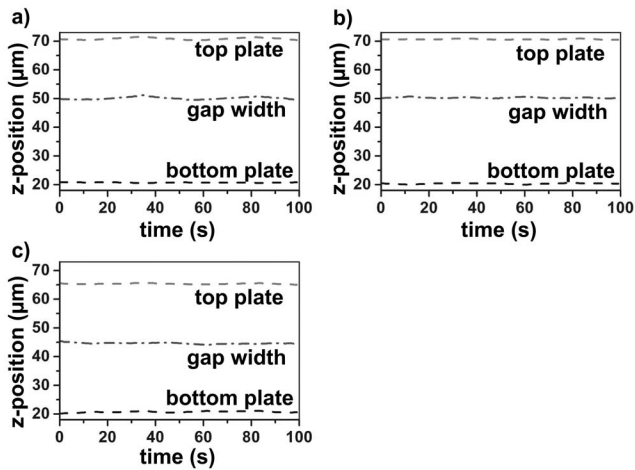 a)
z-position (µm)
70
60
50
40
30
20
top plate
gap width
bottom plate
0 20 40 60 80 100
time (s)
b)
z-position (µm)
70
60
50
40
30
20
top plate
gap width
bottom plate
0 20 40 60 80 100
time (s)
c)
z-position (µm)
70
60
50
40
30
20
top plate
gap width
bottom plate
0 20 40 60 80 100
time (s)